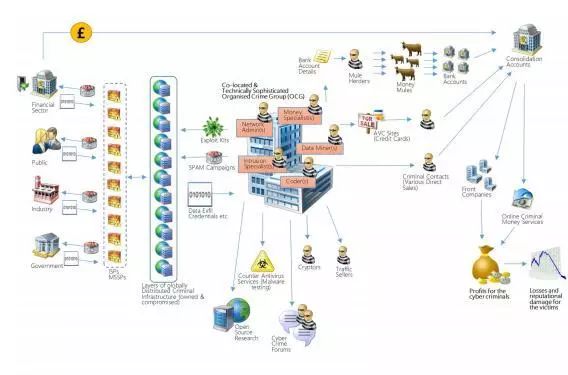 £
Bank
Account
Details
Mule
Herders
Money
Mules
Bank
Accounts
Consolidation
Accounts
Co-located &
Technically Sophisticated
Organised Crime Group (OCG)
Financial
Sector
Public
Industry
Government
ISPs
MSSPs
Layers of globally
Distributed Criminal
Infrastructure (owned &
compromised)
Exploit Kits
SPAM Campaigns
0101010
Data Exfil
Credentials etc
Network
Admin(s)
Money
Specialist(s)
Data Miner(s)
Intrusion
Specialist(s)
Coder(s)
FOR
SALE
AVC Sites
(Credit Cards)
Criminal Contacts
(Various Direct
Sales)
Front
Companies
Online Criminal
Money Services
Counter Antivirus
Services (Malware
testing)
Cryptors
Traffic
Sellers
Open
Source
Research
Cyber
Crime
Forums
Profits for the
cyber criminals
Losses and
reputational
damage for
the victims